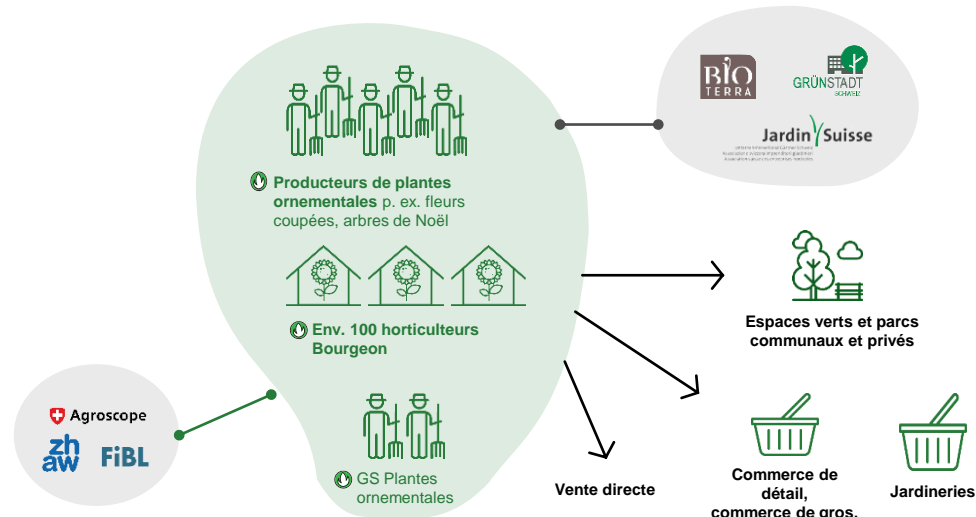 BIO
TERRA
GRÜNSTADT
SCHWEIZ
JardinSuisse
Producteurs de plantes
ornementales p. ex. fleurs
coupées, arbres de Noël
Env. 100 horticulteurs
Bourgeon
Espaces verts et parcs
communaux et privés
Agroscope
zh
aw
FiBL
GS Plantes
ornementales
Vente directe
Commerce de
détail,
commerce de gros,
Jardineries